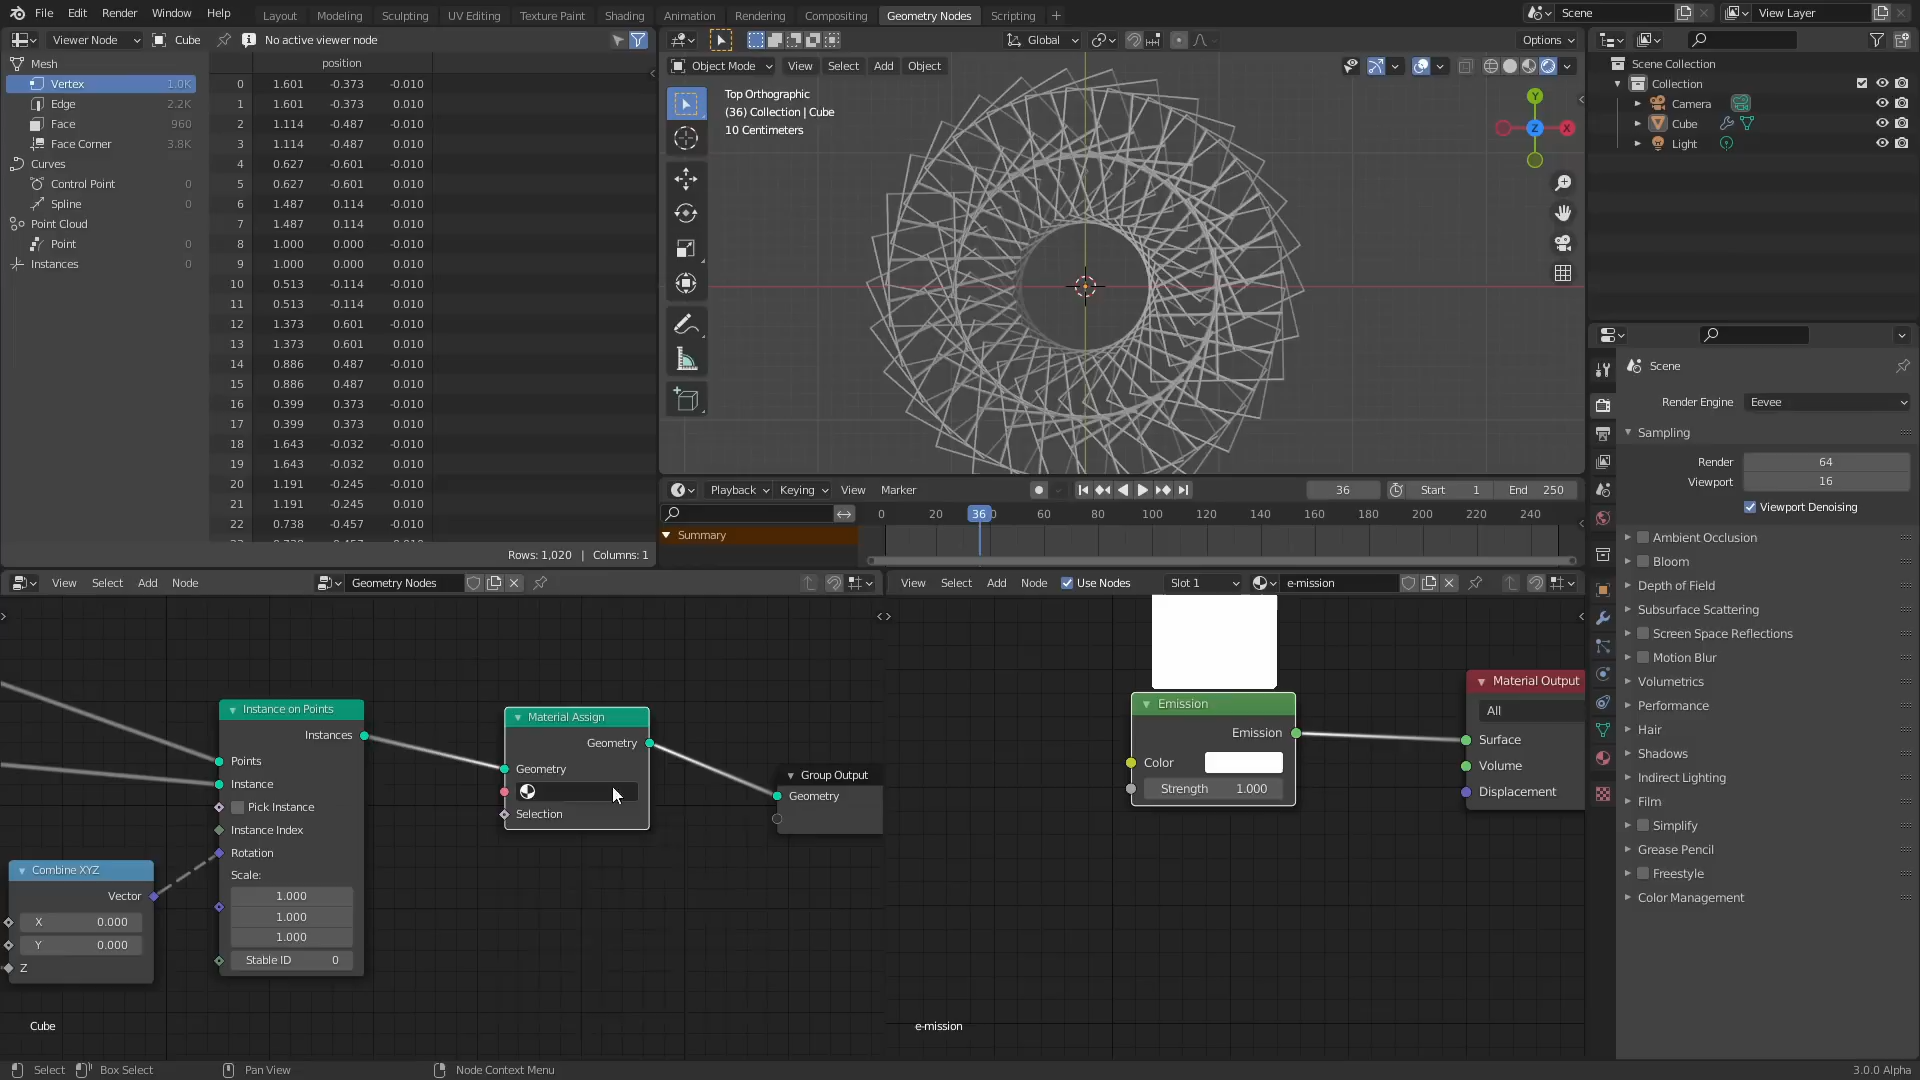 File Edit Render Window Help Layout Modeling Sculpting UV Editing Texture Paint Shading Animation Rendering Compositing Geometry Nodes Scripting + Scene View Layer
Viewer Node Cube No active viewer node
Mesh
Vertex 1.0K
Edge 2.2K
Face 960
Face Corner 3.8K
Curves
Control Point 0
Spline 0
Point Cloud
Point 0
Instances 0
position
0 1.601 -0.373 -0.010
1 1.601 -0.373 0.010
2 1.114 -0.487 -0.010
3 1.114 -0.487 0.010
4 0.627 -0.601 -0.010
5 0.627 -0.601 0.010
6 1.487 0.114 -0.010
7 1.487 0.114 0.010
8 1.000 0.000 -0.010
9 1.000 0.000 0.010
10 0.513 -0.114 -0.010
11 0.513 -0.114 0.010
12 1.373 0.601 -0.010
13 1.373 0.601 0.010
14 0.886 0.487 -0.010
15 0.886 0.487 0.010
16 0.399 0.373 -0.010
17 0.399 0.373 0.010
18 1.643 -0.032 -0.010
19 1.643 -0.032 0.010
20 1.191 -0.245 -0.010
21 1.191 -0.245 0.010
22 0.738 -0.457 -0.010
Rows: 1,020 | Columns: 1
Global Options
Object Mode View Select Add Object
Top Orthographic
(36) Collection | Cube
10 Centimeters
Y
X
Z
Playback Keying View Marker 36 Start 1 End 250
0 20 36 60 80 100 120 140 160 180 200 220 240
Summary
Scene Collection
Collection
Camera
Cube
Light
Scene
Render Engine Eevee
Sampling
Render 64
Viewport 16
Viewport Denoising
Ambient Occlusion
Bloom
Depth of Field
Subsurface Scattering
Screen Space Reflections
Motion Blur
Volumetrics
Performance
Hair
Shadows
Indirect Lighting
Film
Simplify
Grease Pencil
Freestyle
Color Management
View Select Add Node Geometry Nodes
Instance on Points
Instances
Points
Instance
Pick Instance
Instance Index
Rotation
Scale:
1.000
1.000
1.000
Stable ID 0
Combine XYZ
Vector
X 0.000
Y 0.000
Z
Material Assign
Geometry
Geometry
Selection
Group Output
Geometry
Cube
View Select Add Node Use Nodes Slot 1 e-mission
Emission
Emission
Color
Strength 1.000
Material Output
All
Surface
Volume
Displacement
e-mission
Select Box Select Pan View Node Context Menu 3.0.0 Alpha